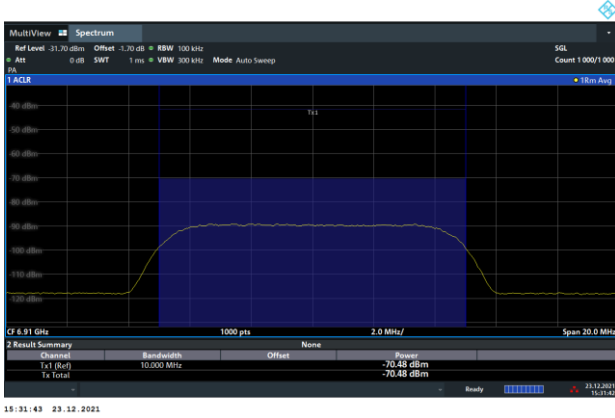 MultiView Spectrum
Ref Level -31.70 dBm Offset -1.70 dB RBW 100 kHz SGL
Att 0 dB SWT 1 ms VBW 300 kHz Mode Auto Sweep Count 1000/1000
PA
1 ACLR 1Rm Avg
-40 dBm
Tx1
-50 dBm
-60 dBm
-70 dBm
-80 dBm
-90 dBm
-100 dBm
-110 dBm
-120 dBm
CF 6.91 GHz 1000 pts 2.0 MHz/ Span 20.0 MHz
2 Result Summary None
Channel Bandwidth Offset Power
Tx1 (Ref) 10.000 MHz -70.48 dBm
Tx Total -70.48 dBm
Ready 23.12.2021
15:31:42
15:31:43 23.12.2021